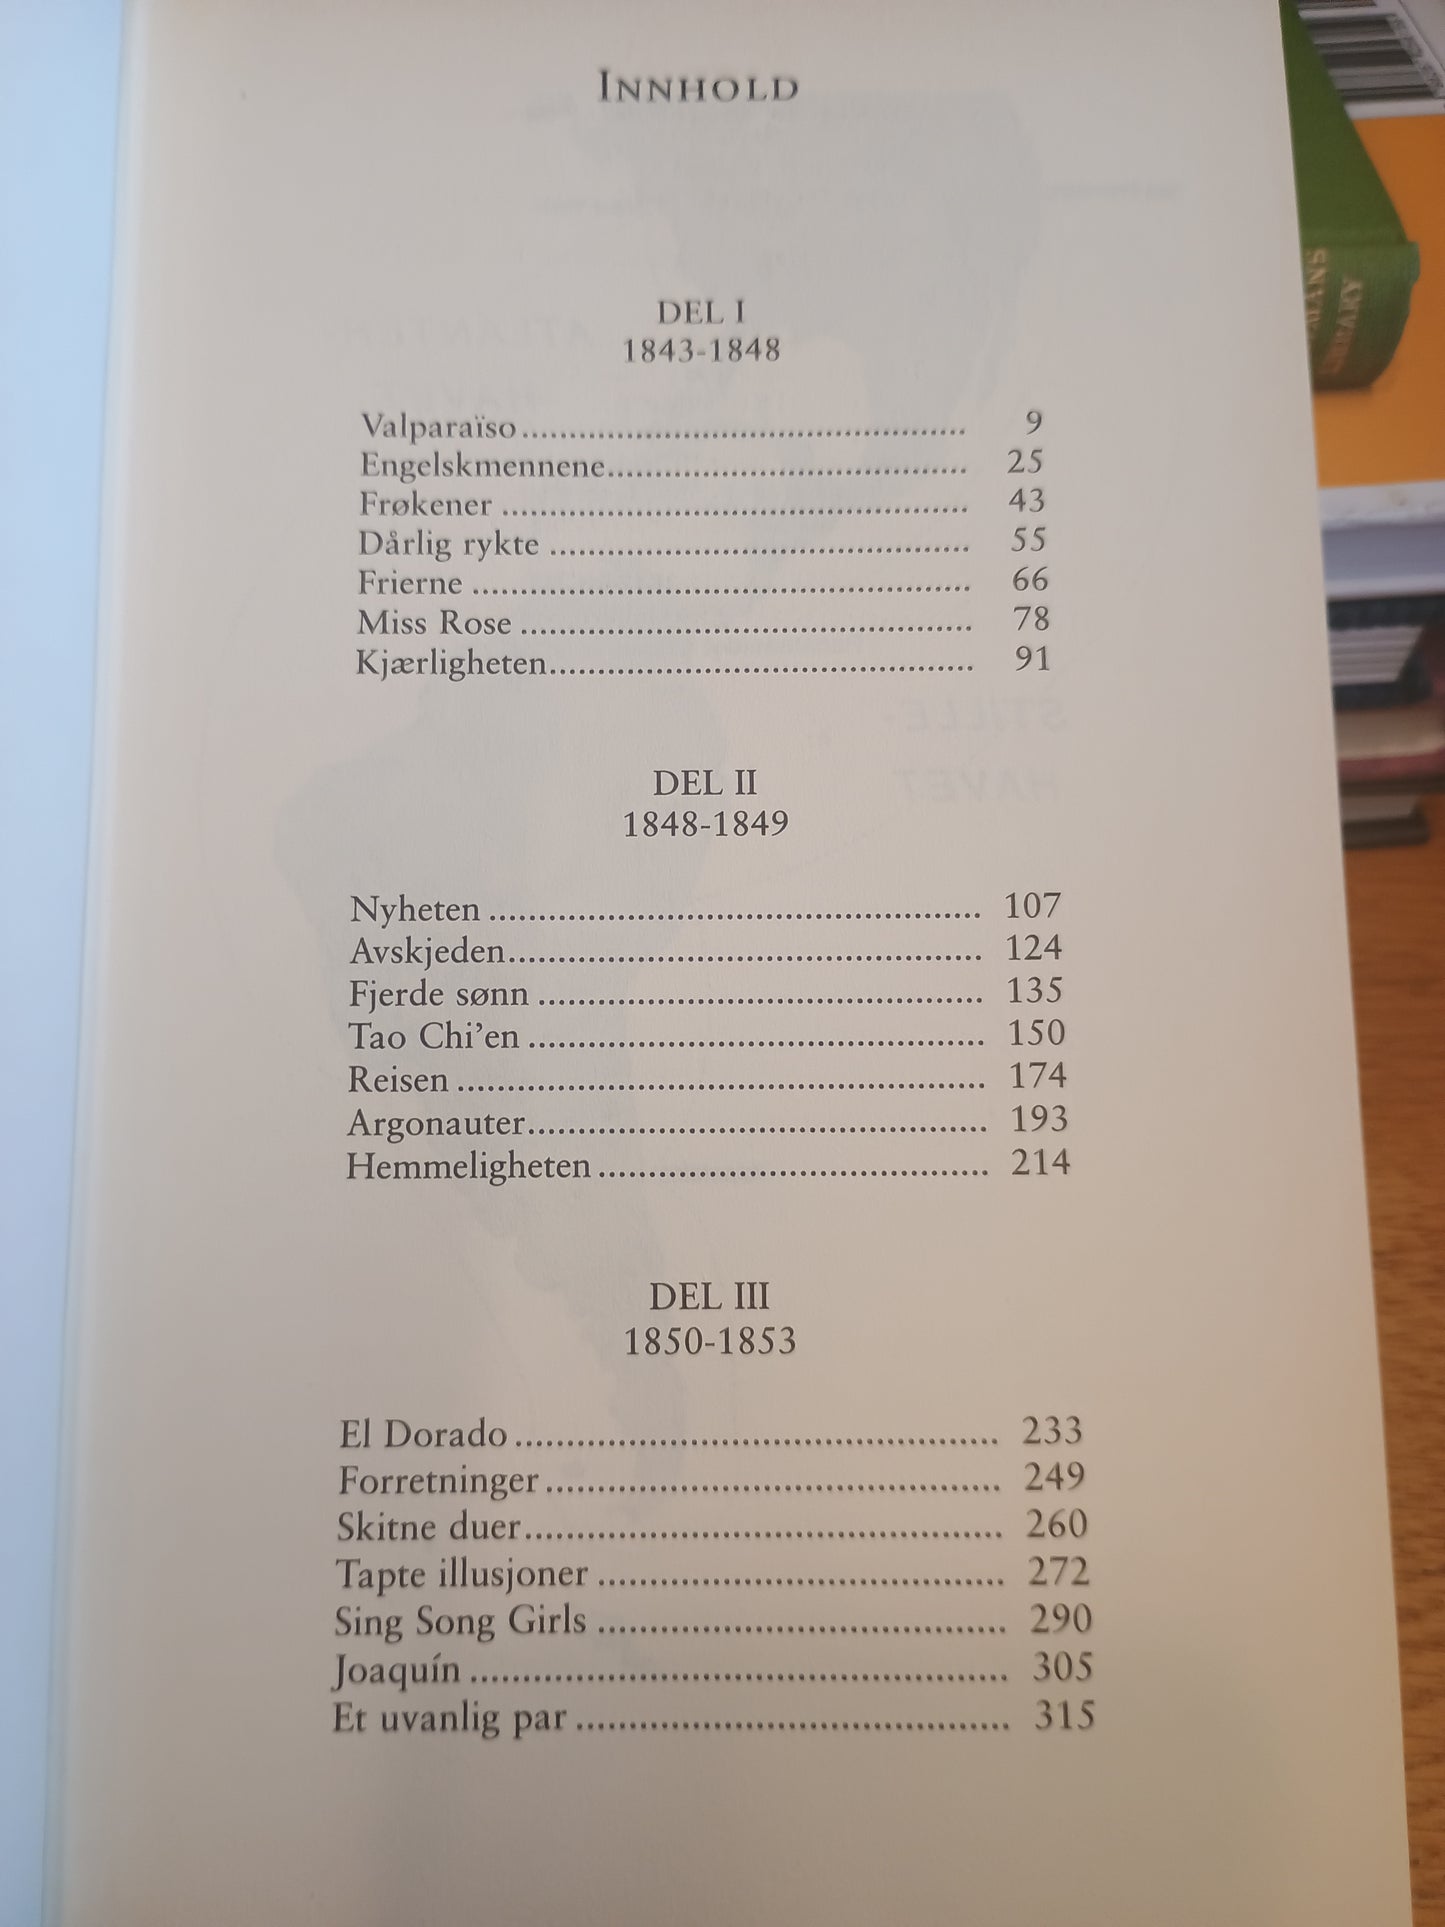 INNHOLD
DEL I
1843-1848
Valparaïso 9
Engelskmennene 25
Frøkener 43
Dårlig rykte 55
Frierne 66
Miss Rose 78
Kjærligheten 91
DEL II
1848-1849
Nyheten 107
Avskjeden 124
Fjerde sønn 135
Tao Chi’en 150
Reisen 174
Argonauter 193
Hemmeligheten 214
DEL III
1850-1853
El Dorado 233
Forretninger 249
Skitne duer 260
Tapte illusjoner 272
Sing Song Girls 290
Joaquín 305
Et uvanlig par 315